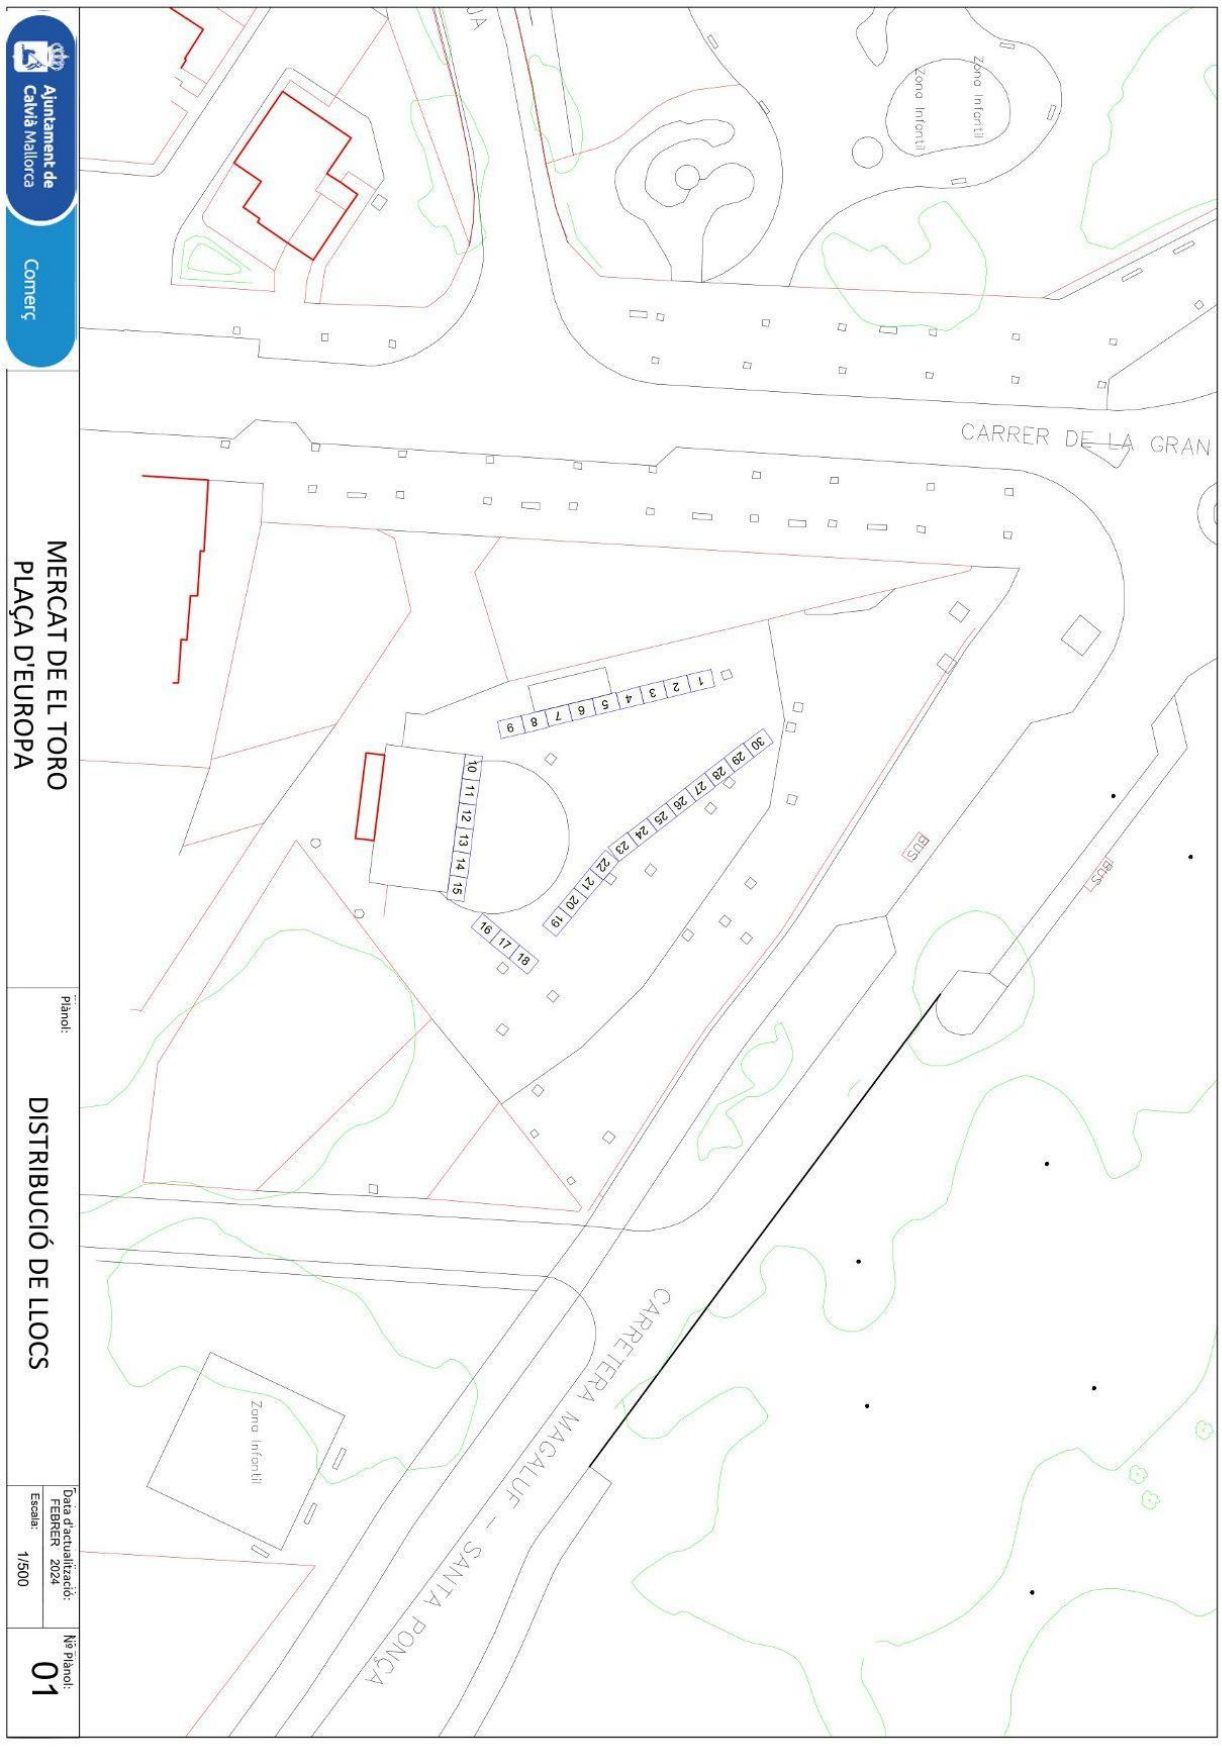 Ajuntament de
Calvià Mallorca
Comerç
MERCAT DE EL TORO
PLAÇA D'EUROPA
Plànol:
DISTRIBUCIÓ DE LLOCS
Data d'actualització:
FEBRER 2024
Escala:
1/500
Nº Plànol:
01
JA
Zona Infantil
Zona Infantil
CARRER DE LA GRAN
1
2
3
4
5
6
7
8
9
10
11
12
13
14
15
16
17
18
19
20
21
22
23
24
25
26
27
28
29
30
BUS
BUS
CARRETERA MAGALUF - SANTA PONÇA
Zona Infantil